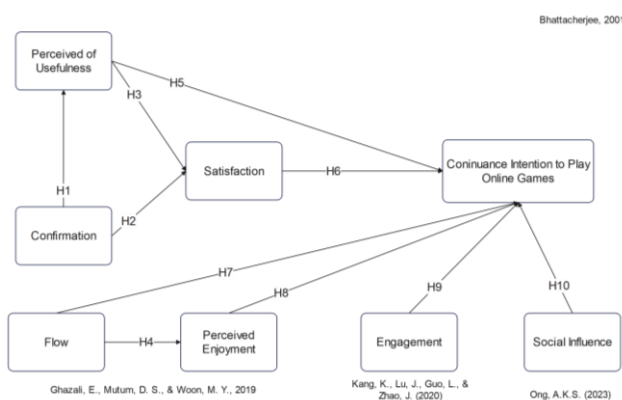 Bhattacherjee, 2001
Perceived of
Usefulness
H5
H3
Satisfaction
H6
Coninuance Intention to Play
Online Games
H1
H2
Confirmation
H7
H8
H9
H10
Flow
H4
Perceived
Enjoyment
Engagement
Social Influence
Ghazali, E., Mutum, D. S., & Woon, M. Y., 2019
Kang, K., Lu, J., Guo, L., &
Zhao, J. (2020)
Ong, A.K.S. (2023)